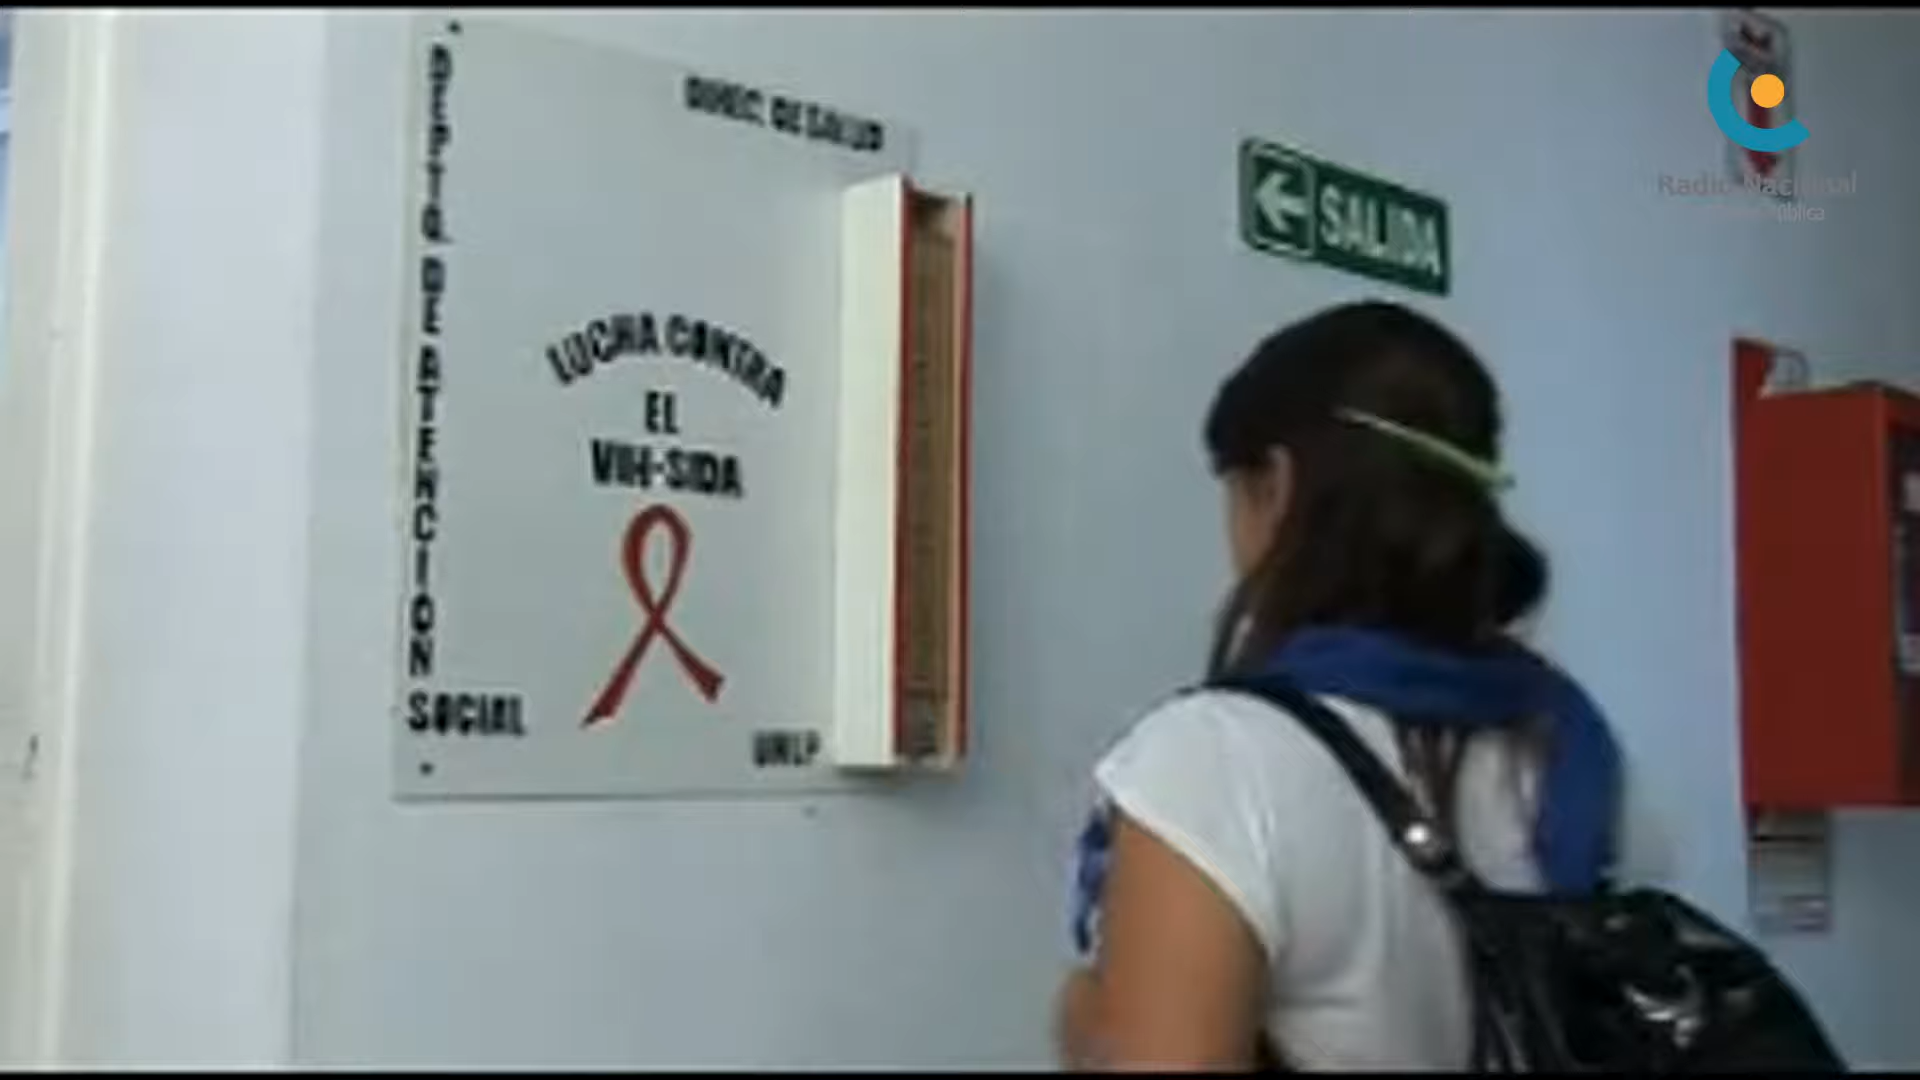 DIREC. DE SALUD
LUCHA CONTRA
EL
VIH-SIDA
DEPTO DE ATENCION
SOCIAL
UNLP
SALIDA
Radio Nacional